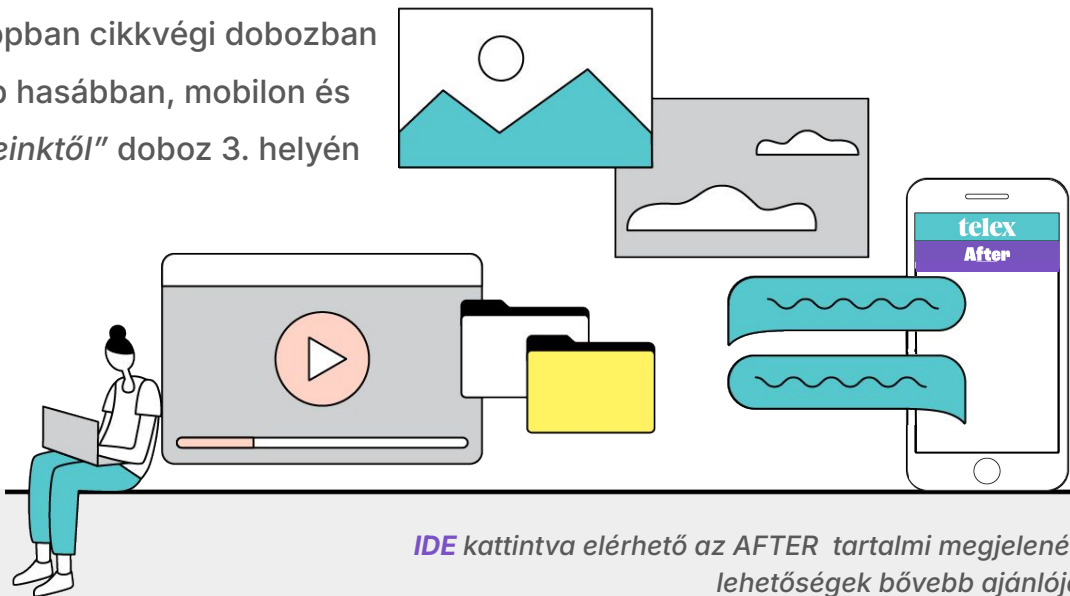 cikkvégi dobozban
hasábban, mobilon és
einktől” doboz 3. helyén
telex
After
IDE kattintva elérhető az AFTER tartalmi megjelené
lehetőségek bővebb ajánlój